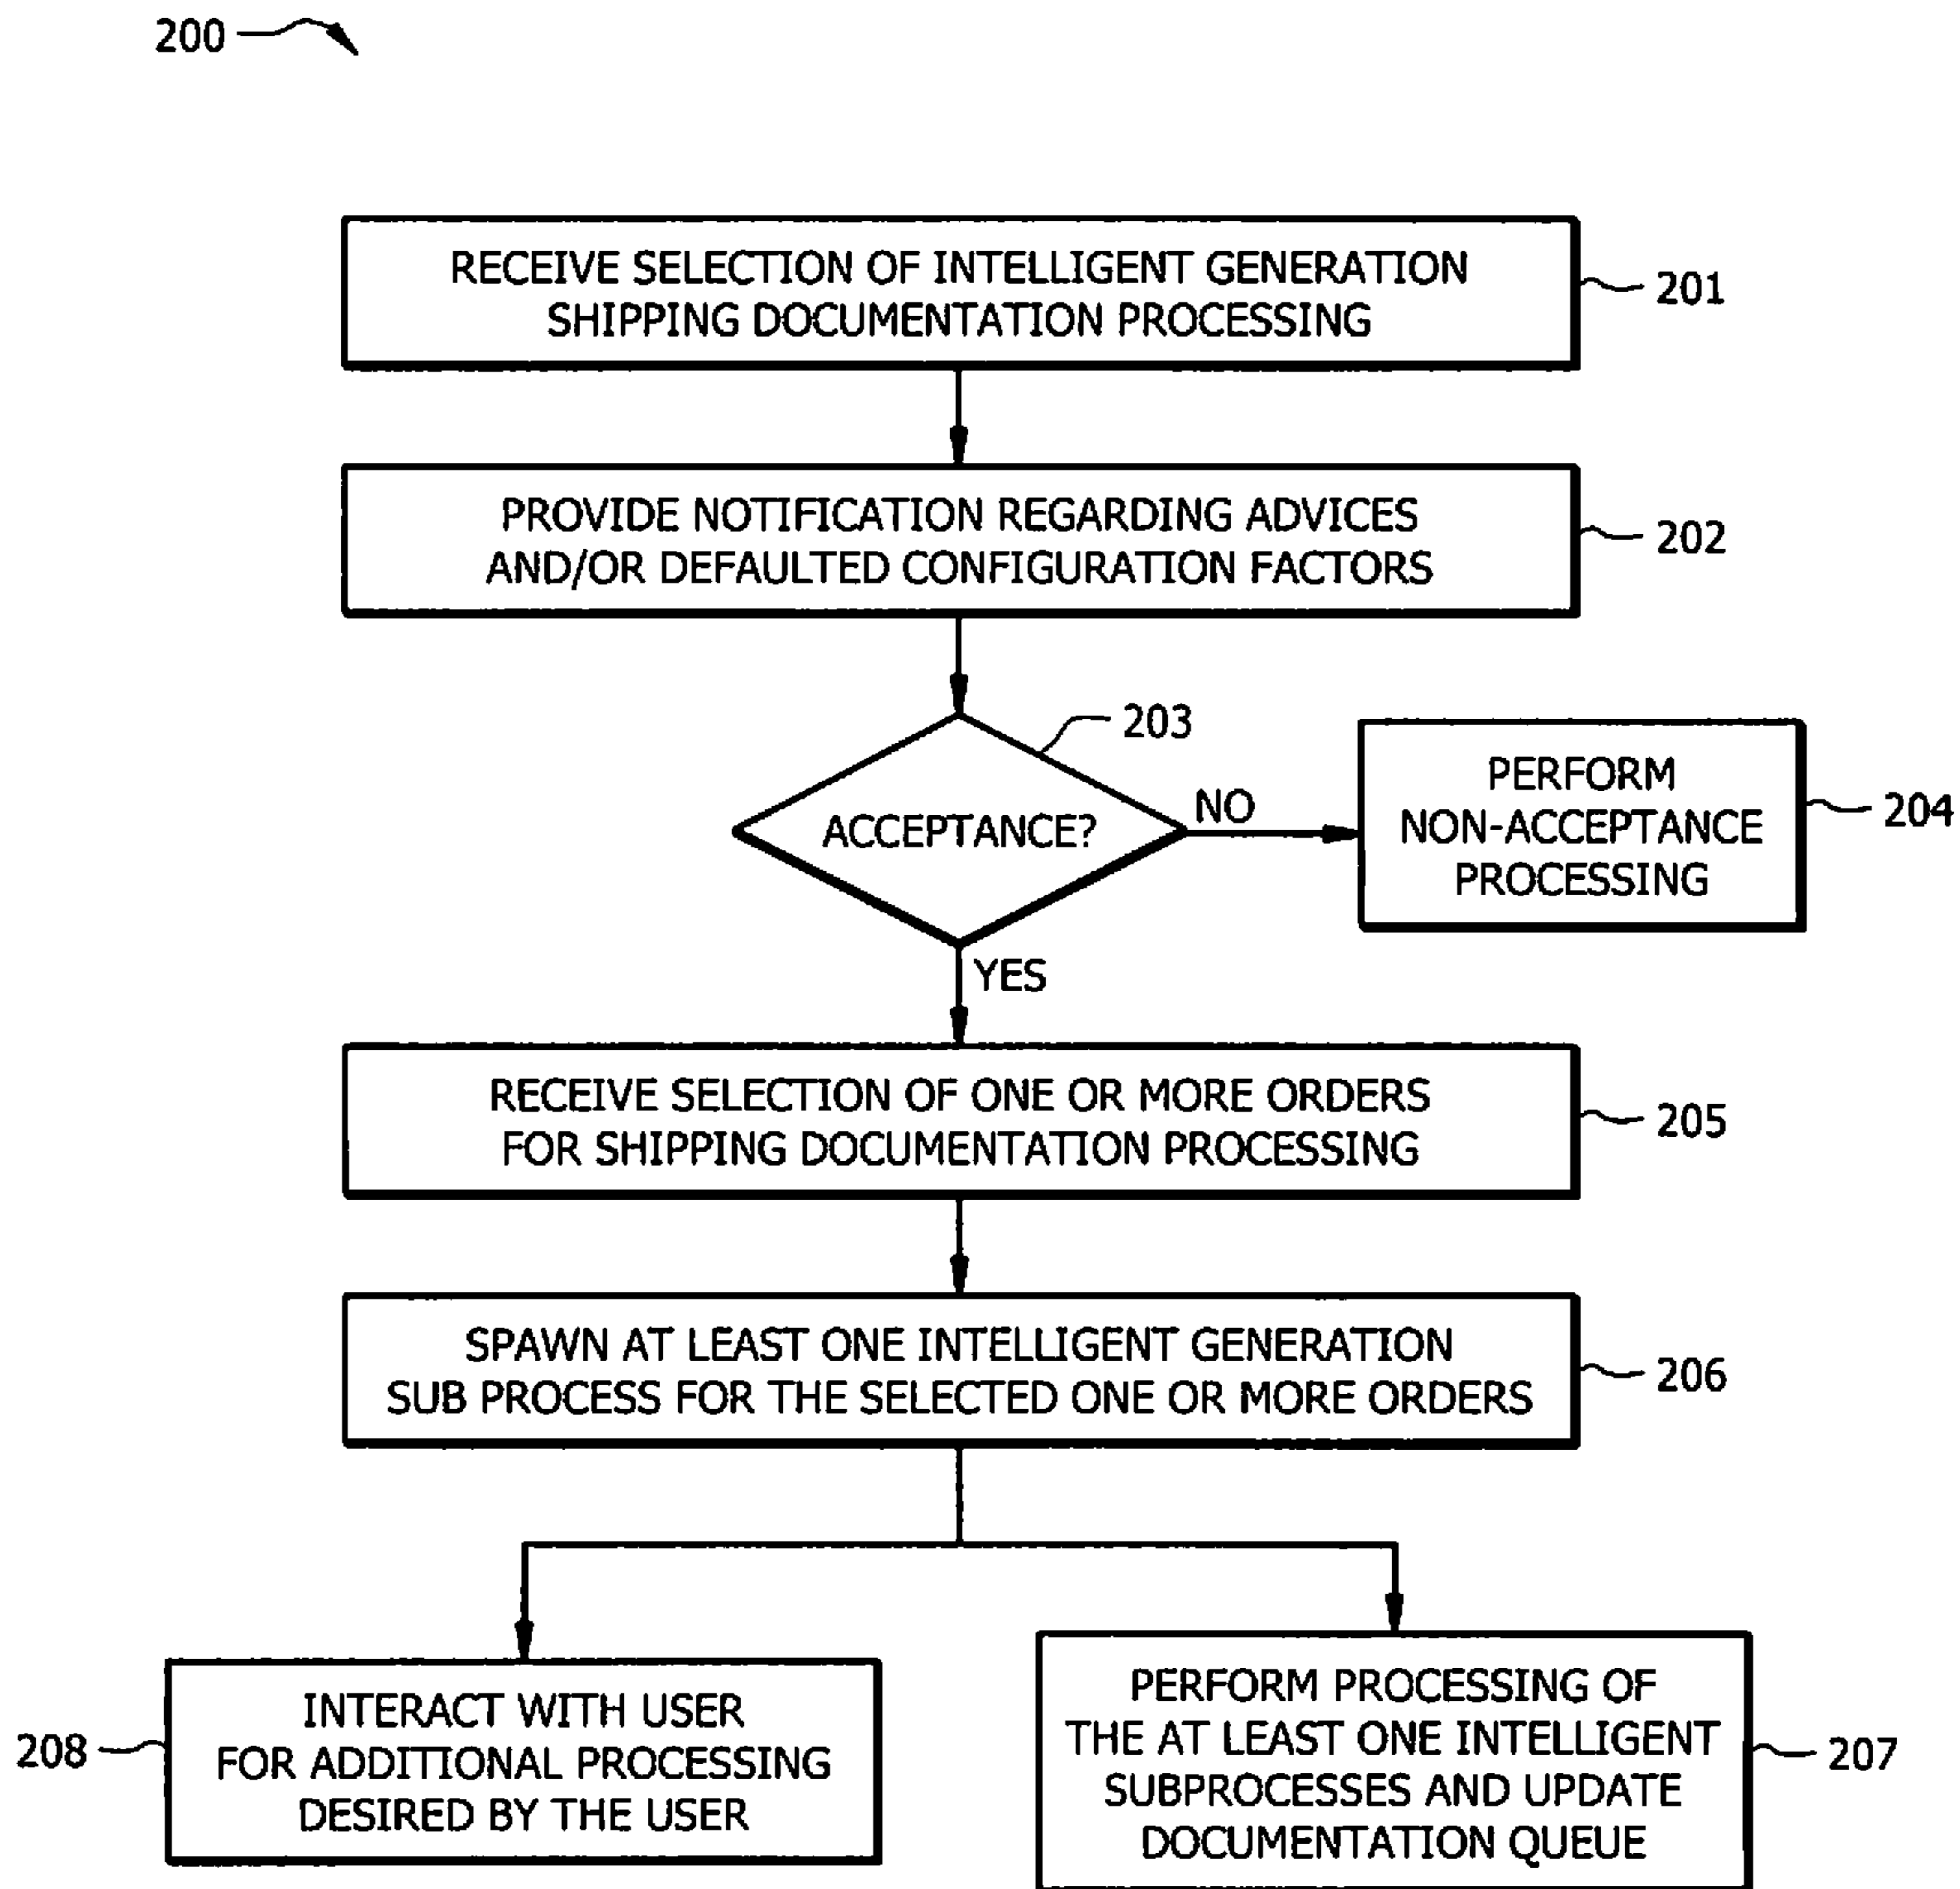 200
RECEIVE SELECTION OF INTELLIGENT GENERATION
SHIPPING DOCUMENTATION PROCESSING
201
PROVIDE NOTIFICATION REGARDING ADVICES
AND/OR DEFAULTED CONFIGURATION FACTORS
202
203
ACCEPTANCE?
NO
PERFORM
NON-ACCEPTANCE
PROCESSING
204
YES
RECEIVE SELECTION OF ONE OR MORE ORDERS
FOR SHIPPING DOCUMENTATION PROCESSING
205
SPAWN AT LEAST ONE INTELLIGENT GENERATION
SUB PROCESS FOR THE SELECTED ONE OR MORE ORDERS
206
208
INTERACT WITH USER
FOR ADDITIONAL PROCESSING
DESIRED BY THE USER
PERFORM PROCESSING OF
THE AT LEAST ONE INTELLIGENT
SUBPROCESSES AND UPDATE
DOCUMENTATION QUEUE
207